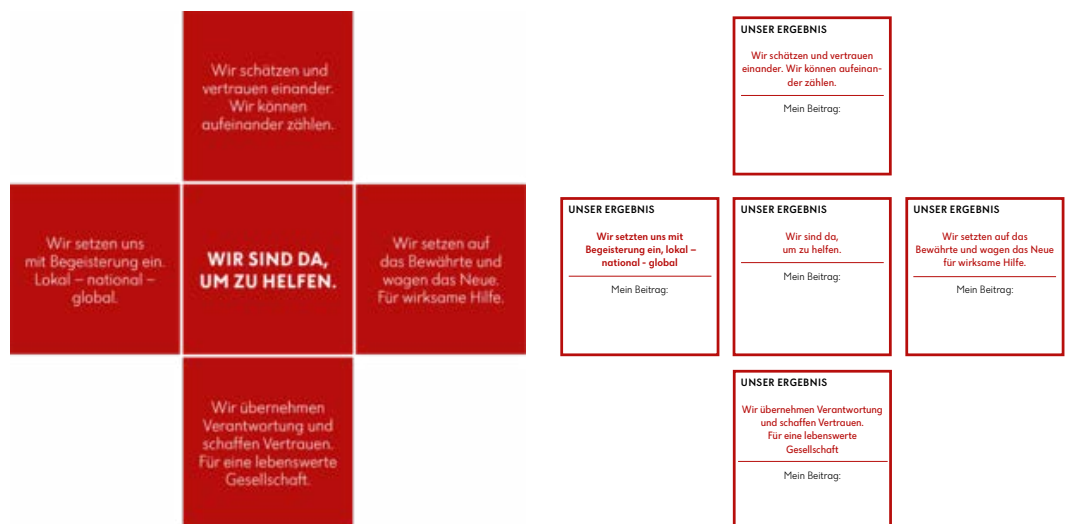 Wir schätzen und
vertrauen einander.
Wir können
aufeinander zählen.
Wir setzen uns
mit Begeisterung ein.
Lokal – national –
global.
WIR SIND DA,
UM ZU HELFEN.
Wir setzen auf
das Bewährte und
wagen das Neue.
Für wirksame Hilfe.
Wir übernehmen
Verantwortung und
schaffen Vertrauen.
Für eine lebenswerte
Gesellschaft.
UNSER ERGEBNIS
Wir schätzen und vertrauen
einander. Wir können aufeinan-
der zählen.
Mein Beitrag:
UNSER ERGEBNIS
Wir setzten uns mit
Begeisterung ein, lokal –
national - global
Mein Beitrag:
UNSER ERGEBNIS
Wir sind da,
um zu helfen.
Mein Beitrag:
UNSER ERGEBNIS
Wir setzten auf das
Bewährte und wagen das Neue
für wirksame Hilfe.
Mein Beitrag:
UNSER ERGEBNIS
Wir übernehmen Verantwortung
und schaffen Vertrauen.
Für eine lebenswerte
Gesellschaft
Mein Beitrag: